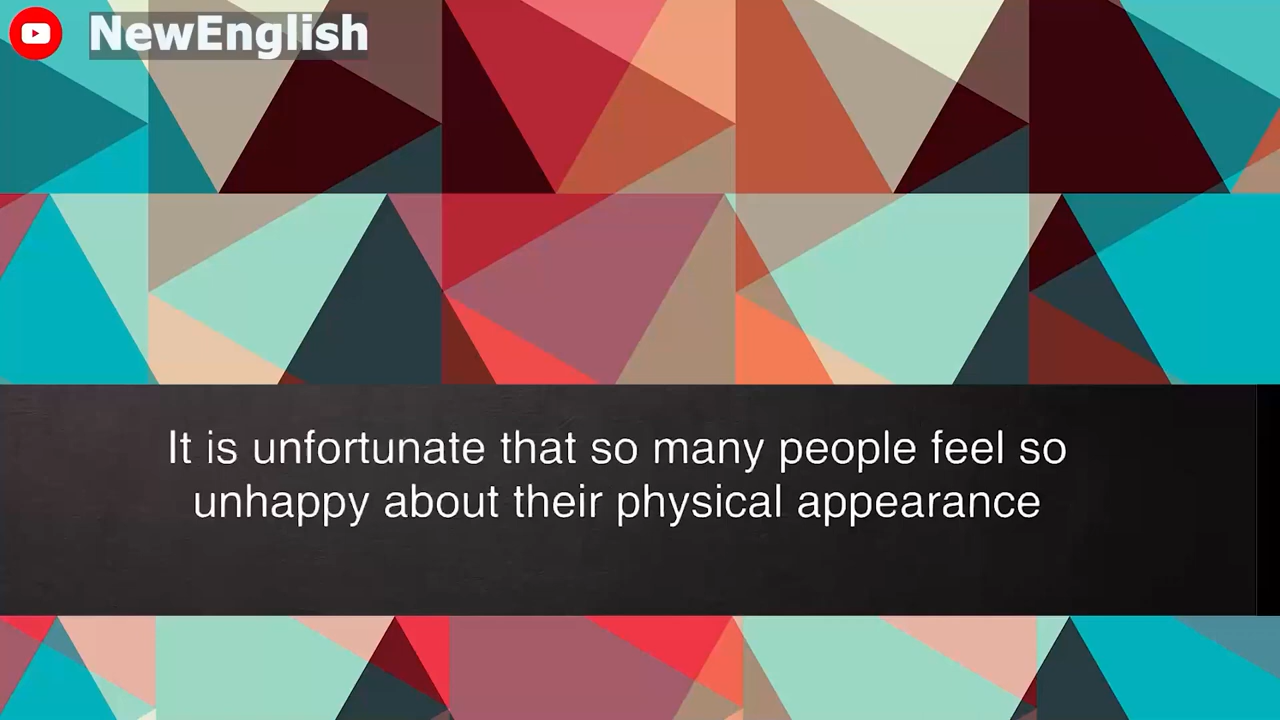 NewEnglish
It is unfortunate that so many people feel so
unhappy about their physical appearance